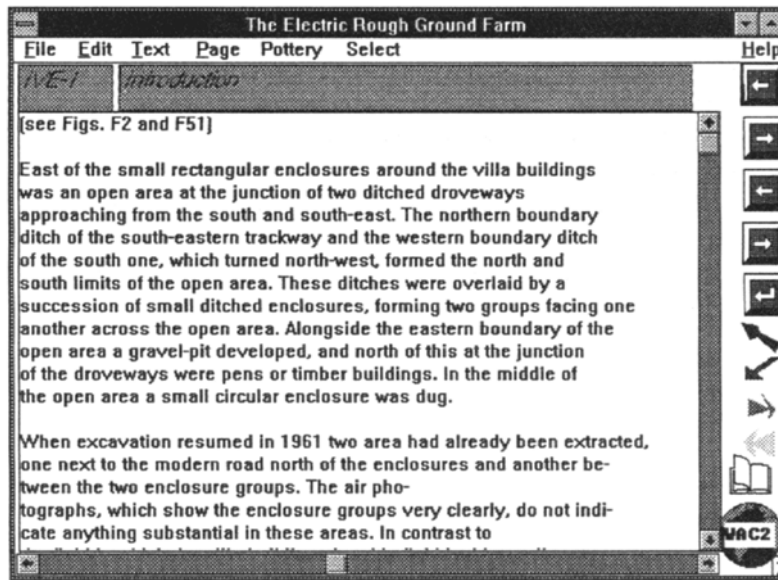 The Electric Rough Ground Farm
File Edit Text Page Pottery Select Help
IVE-1 Introduction
(see Figs. F2 and F51)
East of the small rectangular enclosures around the villa buildings
was an open area at the junction of two ditched droveways
approaching from the south and south-east. The northern boundary
ditch of the south-eastern trackway and the western boundary ditch
of the south one, which turned north-west, formed the north and
south limits of the open area. These ditches were overlaid by a
succession of small ditched enclosures, forming two groups facing one
another across the open area. Alongside the eastern boundary of the
open area a gravel-pit developed, and north of this at the junction
of the droveways were pens or timber buildings. In the middle of
the open area a small circular enclosure was dug.
When excavation resumed in 1961 two area had already been extracted,
one next to the modern road north of the enclosures and another be-
tween the two enclosure groups. The air pho-
tographs, which show the enclosure groups very clearly, do not indi-
cate anything substantial in these areas. In contrast to
WAC2